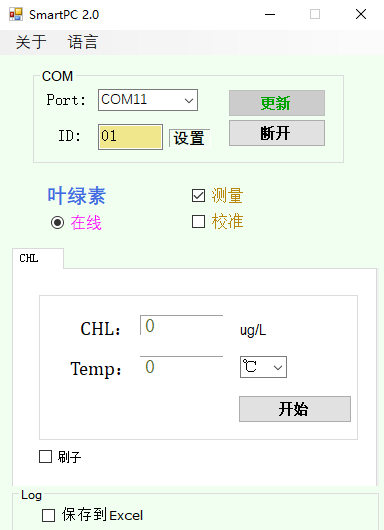 SmartPC 2.0
关于 语言
COM
Port: COM11 更新
ID: 01 设置 断开
叶绿素 测量
在线 校准
CHL
CHL: 0 ug/L
Temp: 0 ℃
开始
刷子
Log
保存到Excel